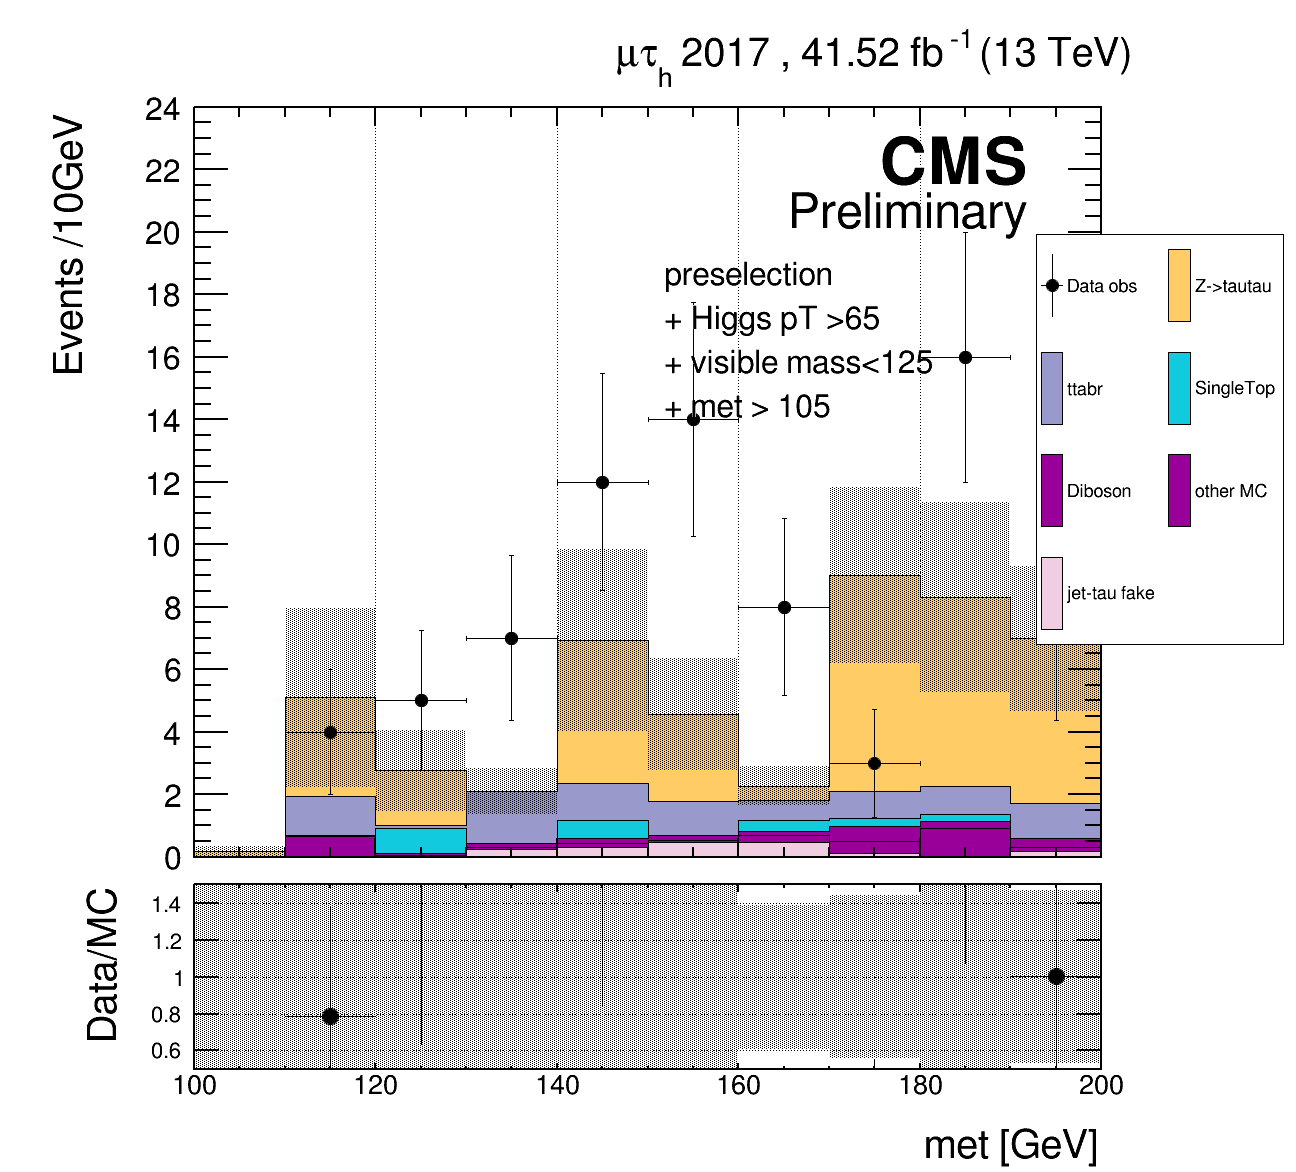 μτh 2017 , 41.52 fb-1 (13 TeV)
Events /10GeV
24
22
20
18
16
14
12
10
8
6
4
2
0
CMS
Preliminary
preselection
+ Higgs pT >65
+ visible mass<125
+ met > 105
Data obs
Z->tautau
ttabr
SingleTop
Diboson
other MC
jet-tau fake
Data/MC
1.4
1.2
1
0.8
0.6
100 120 140 160 180 200
met [GeV]